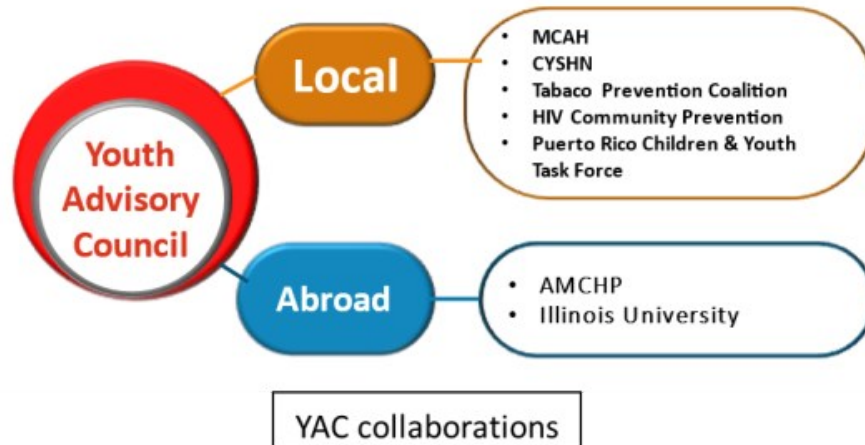 Youth
Advisory
Council
Local
• MCAH
• CYSHN
• Tabaco Prevention Coalition
• HIV Community Prevention
• Puerto Rico Children & Youth
Task Force
Abroad
• AMCHP
• Illinois University
YAC collaborations